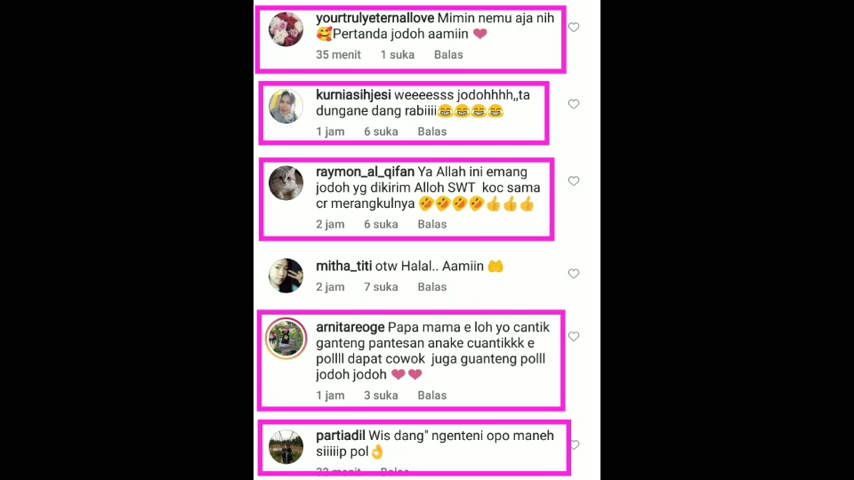 yourtrulyeternallove Mimin nemu aja nih
🥰Pertanda jodoh aamiin ❤
35 menit 1 suka Balas
kurniasihjesi weeeesss jodohhhh,,ta
dungane dang rabiiii😂😂😂😂
1 jam 6 suka Balas
raymon_al_qifan Ya Allah ini emang
jodoh yg dikirim Alloh SWT koc sama
cr merangkulnya 🤣🤣🤣🤣👍👍👍
2 jam 6 suka Balas
mitha_titi otw Halal.. Aamiin 🤲
2 jam 7 suka Balas
arnitareoge Papa mama e loh yo cantik
ganteng pantesan anake cuantikkk e
pollll dapat cowok juga guanteng polll
jodoh jodoh ❤❤
1 jam 3 suka Balas
partiadil Wis dang" ngenteni opo maneh
siiiiip pol👌
32 menit Balas